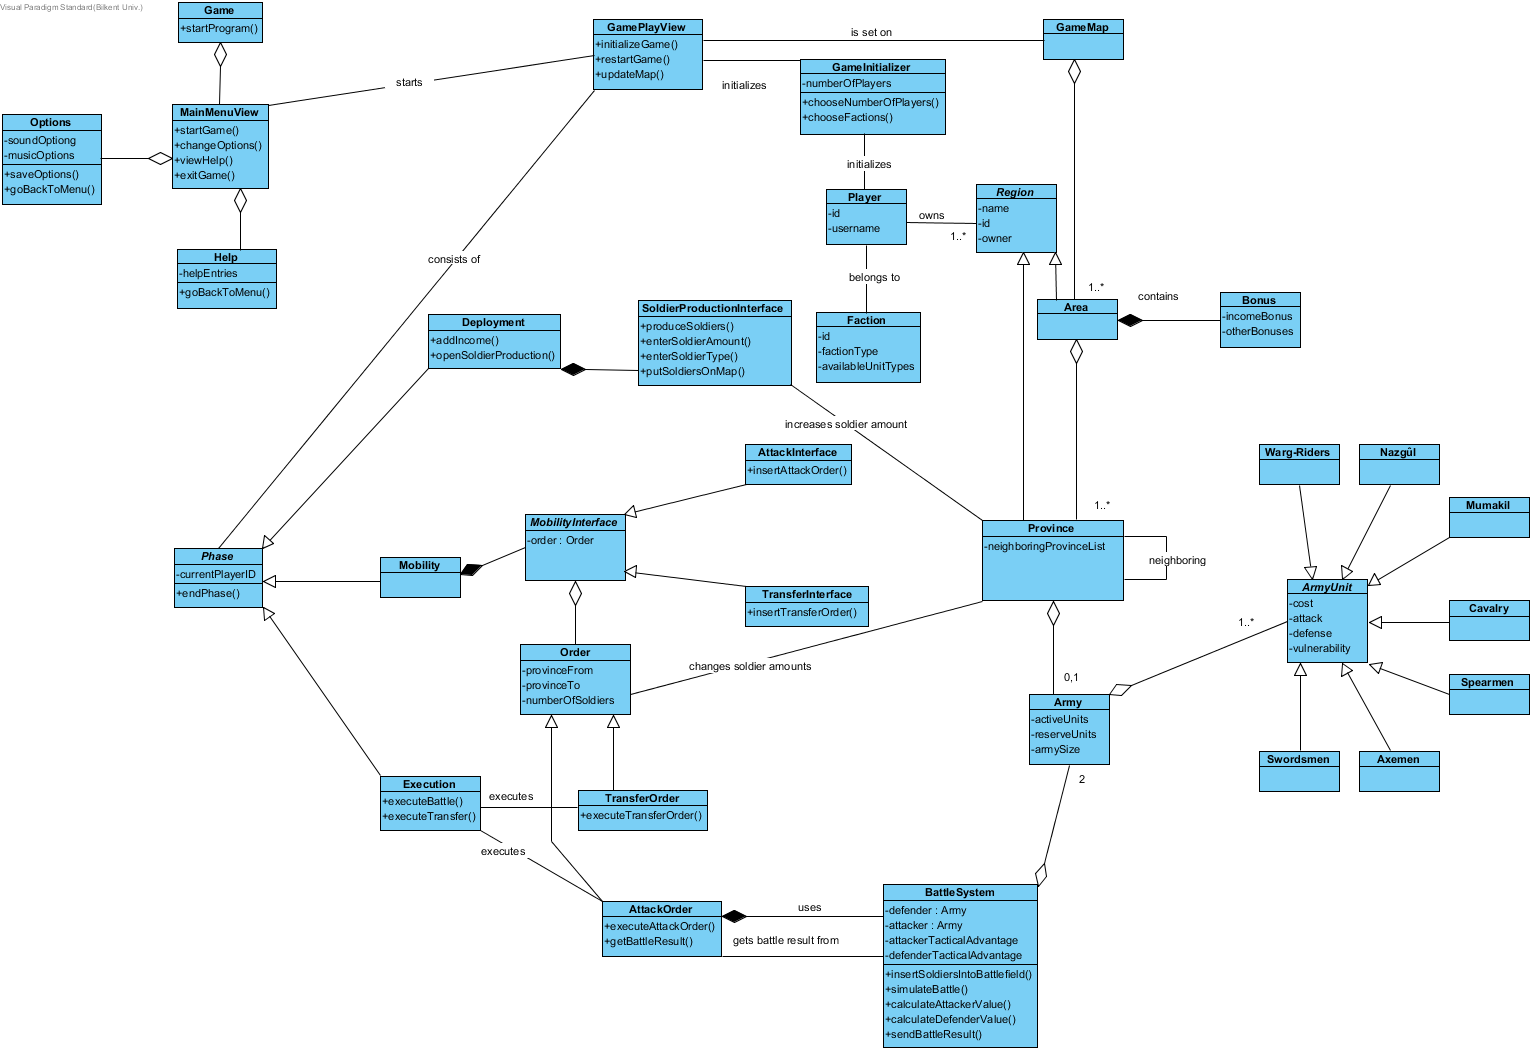 Visual Paradigm Standard(Bilkent Univ.)
Game
+startProgram()
GamePlayView
+initializeGame()
+restartGame()
+updateMap()
is set on
GameMap
initializes
GameInitializer
-numberOfPlayers
+chooseNumberOfPlayers()
+chooseFactions()
starts
MainMenuView
+startGame()
+changeOptions()
+viewHelp()
+exitGame()
Options
-soundOptiong
-musicOptions
+saveOptions()
+goBackToMenu()
Help
-helpEntries
+goBackToMenu()
initializes
Player
-id
-username
owns
1..*
Region
-name
-id
-owner
consists of
belongs to
Faction
-id
-factionType
-availableUnitTypes
1..*
Area
contains
Bonus
-incomeBonus
-otherBonuses
Deployment
+addIncome()
+openSoldierProduction()
SoldierProductionInterface
+produceSoldiers()
+enterSoldierAmount()
+enterSoldierType()
+putSoldiersOnMap()
increases soldier amount
AttackInterface
+insertAttackOrder()
MobilityInterface
-order : Order
TransferInterface
+insertTransferOrder()
Phase
-currentPlayerID
+endPhase()
Mobility
1..*
Province
-neighboringProvinceList
neighboring
Warg-Riders
Nazgûl
Mumakil
ArmyUnit
-cost
-attack
-defense
-vulnerability
Cavalry
Spearmen
Swordsmen
Axemen
1..*
Order
-provinceFrom
-provinceTo
-numberOfSoldiers
changes soldier amounts
0,1
Army
-activeUnits
-reserveUnits
-armySize
2
Execution
+executeBattle()
+executeTransfer()
executes
TransferOrder
+executeTransferOrder()
executes
AttackOrder
+executeAttackOrder()
+getBattleResult()
uses
gets battle result from
BattleSystem
-defender : Army
-attacker : Army
-attackerTacticalAdvantage
-defenderTacticalAdvantage
+insertSoldiersIntoBattlefield()
+simulateBattle()
+calculateAttackerValue()
+calculateDefenderValue()
+sendBattleResult()